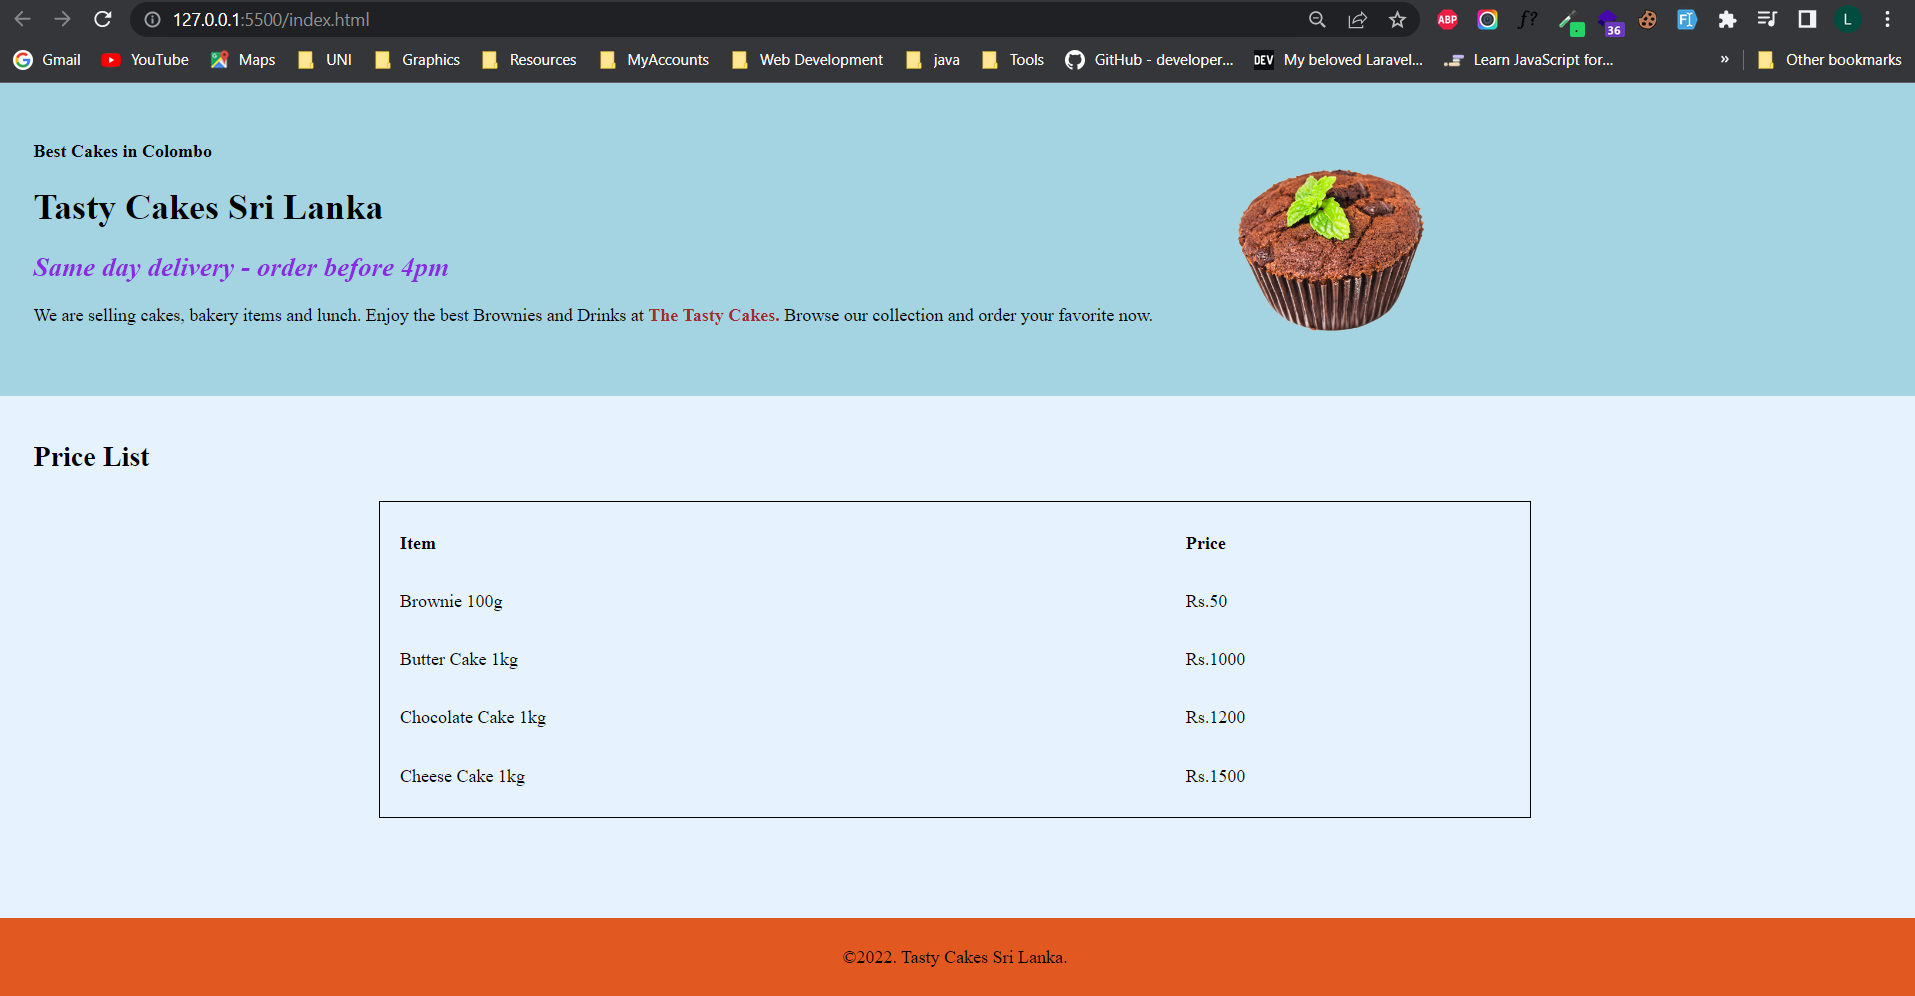 127.0.0.1:5500/index.html
ABP f? 36 L
Gmail YouTube Maps UNI Graphics Resources MyAccounts Web Development java Tools GitHub - developer... DEV My beloved Laravel... Learn JavaScript for... » Other bookmarks
Best Cakes in Colombo
Tasty Cakes Sri Lanka
Same day delivery - order before 4pm
We are selling cakes, bakery items and lunch. Enjoy the best Brownies and Drinks at The Tasty Cakes. Browse our collection and order your favorite now.
Price List
Item Price
Brownie 100g Rs.50
Butter Cake 1kg Rs.1000
Chocolate Cake 1kg Rs.1200
Cheese Cake 1kg Rs.1500
©2022. Tasty Cakes Sri Lanka.